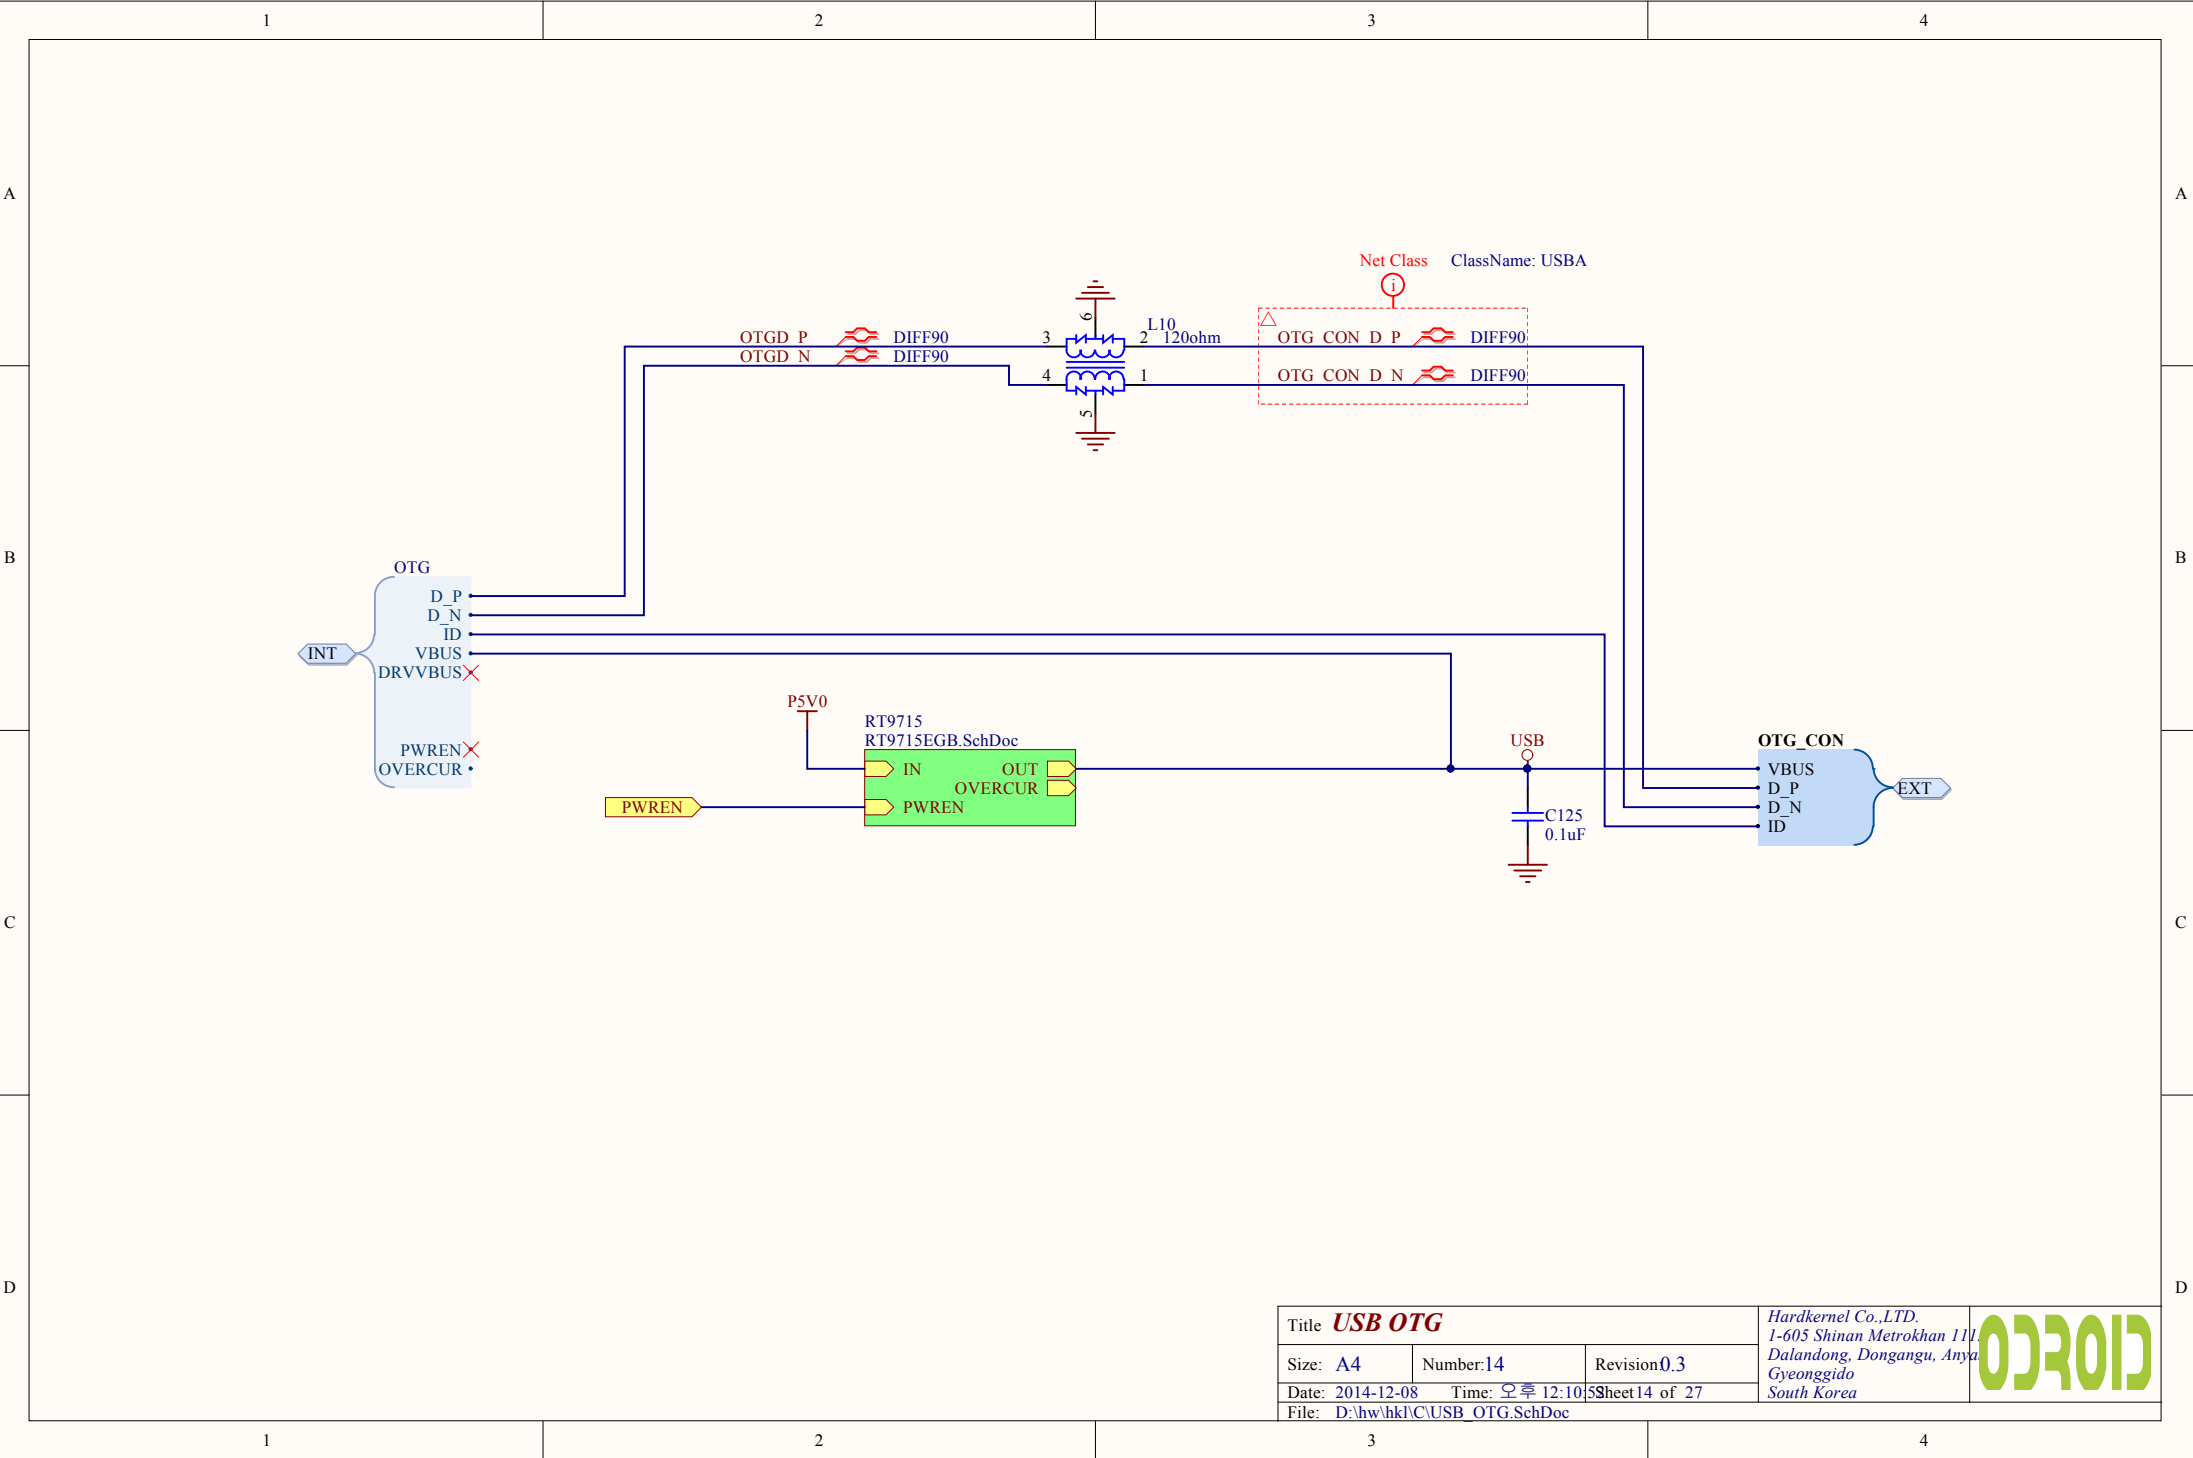 1 2 3 4
A A
Net Class ClassName: USBA
i
6
L10
OTGD_P DIFF90 3 2 120ohm OTG_CON_D_P DIFF90
OTGD_N DIFF90
4 1 OTG_CON_D_N DIFF90
5
B B
OTG
D_P
D_N
ID
INT VBUS
DRVVBUS
P5V0
RT9715
RT9715EGB.SchDoc USB OTG_CON
PWREN
OVERCUR IN OUT VBUS
OVERCUR D_P EXT
PWREN PWREN D_N
C125
ID
0.1uF
C C
D D
Title USB OTG
Size: A4 Number:14 Revision:0.3
Date: 2014-12-08 Time: 오후 12:10:52 Sheet 14 of 27
File: D:\hw\hkl\C\USB_OTG.SchDoc
Hardkernel Co.,LTD.
1-605 Shinan Metrokhan 111
Dalandong, Dongangu, Anya
Gyeonggido
South Korea
ODROID
1 2 3 4